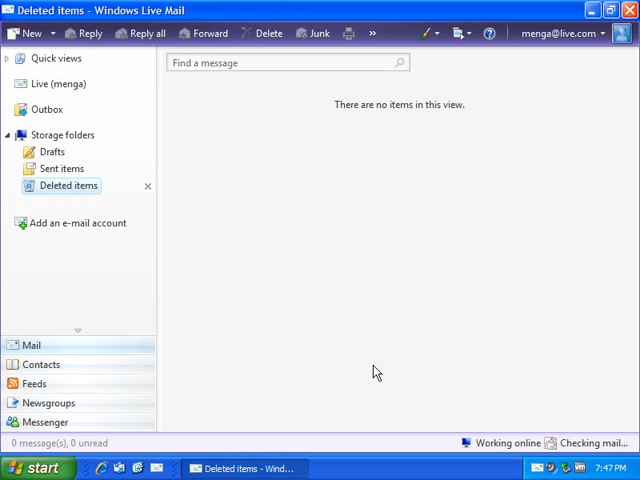 Deleted items - Windows Live Mail
New Reply Reply all Forward Delete Junk » menga@live.com
Quick views
Find a message
Live (menga)
There are no items in this view.
Outbox
Storage folders
Drafts
Sent items
Deleted items
Add an e-mail account
Mail
Contacts
Feeds
Newsgroups
Messenger
0 message(s), 0 unread Working online Checking mail...
start Deleted items - Wind... 7:47 PM